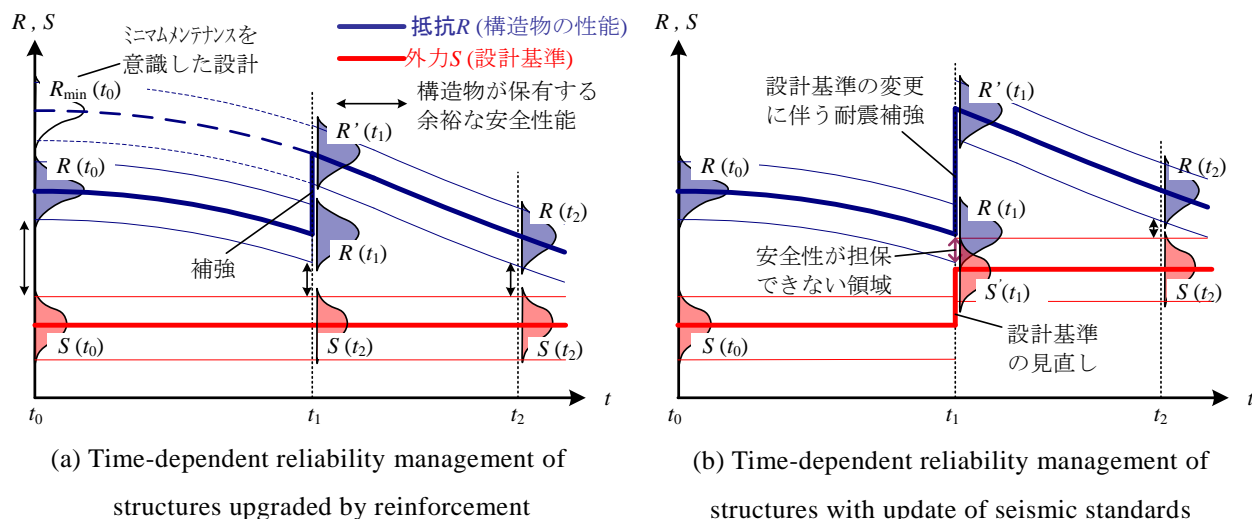 R , S
ミニマムメンテナンスを
意識した設計
抵抗R (構造物の性能)
外力S (設計基準)
構造物が保有する
余裕な安全性能
Rmin (t0)
R' (t1)
R (t0)
R (t2)
R (t1)
補強
S (t0)
S (t2)
S (t2)
t0
t1
t2
t
(a) Time-dependent reliability management of
structures upgraded by reinforcement
R , S
設計基準の変更
に伴う耐震補強
R' (t1)
R (t0)
R (t2)
R (t1)
安全性が担保
できない領域
S'(t1)
S (t2)
S (t0)
設計基準
の見直し
t0
t1
t2
t
(b) Time-dependent reliability management of
structures with update of seismic standards